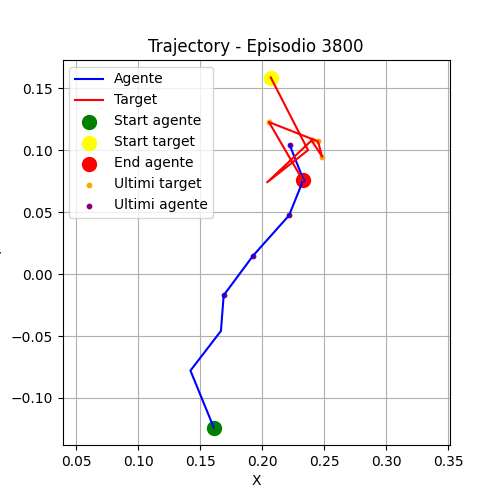 Trajectory - Episodio 3800
Agente
Target
Start agente
Start target
End agente
Ultimi target
Ultimi agente
0.15
0.10
0.05
0.00
−0.05
−0.10
0.05
0.10
0.15
0.20
0.25
0.30
0.35
X